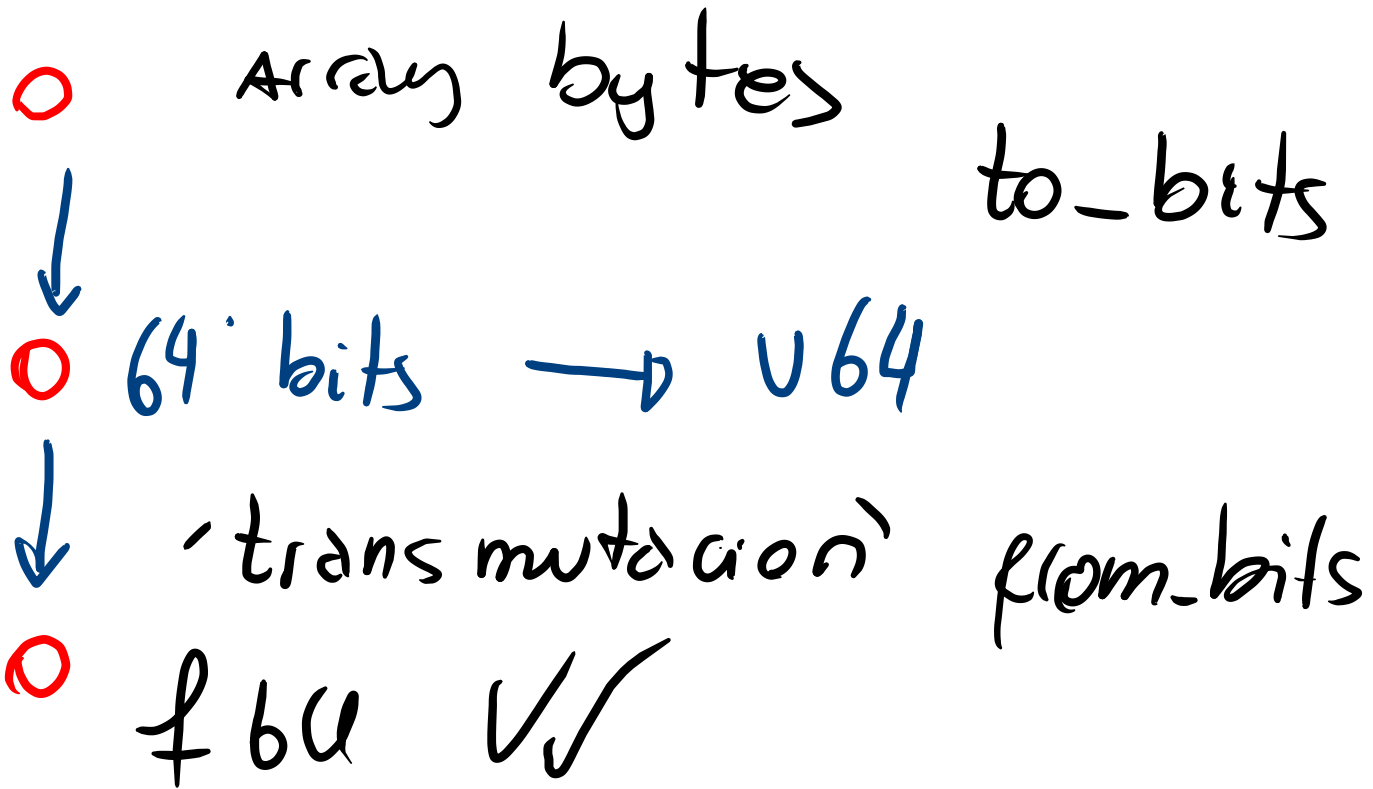 Array bytes
to_bits
64 bits → u64
'transmutacion'
from_bits
f64 ✓✓